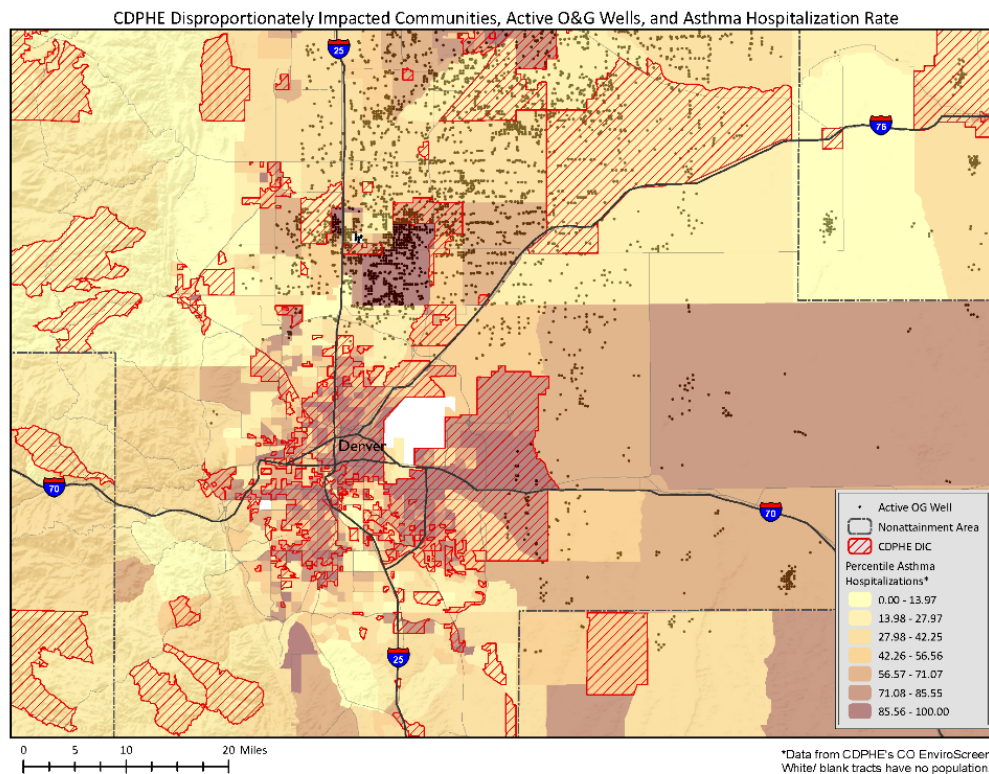 CDPHE Disproportionately Impacted Communities, Active O&G Wells, and Asthma Hospitalization Rate
25
76
Denver
70
70
25
Active OG Well
Nonattainment Area
CDPHE DIC
Percentile Asthma
Hospitalizations*
0.00 - 13.97
13.98 - 27.97
27.98 - 42.25
42.26 - 56.56
56.57 - 71.07
71.08 - 85.55
85.56 - 100.00
0 5 10 20 Miles
*Data from CDPHE's CO EnviroScreen
White/ blank tracts have no population